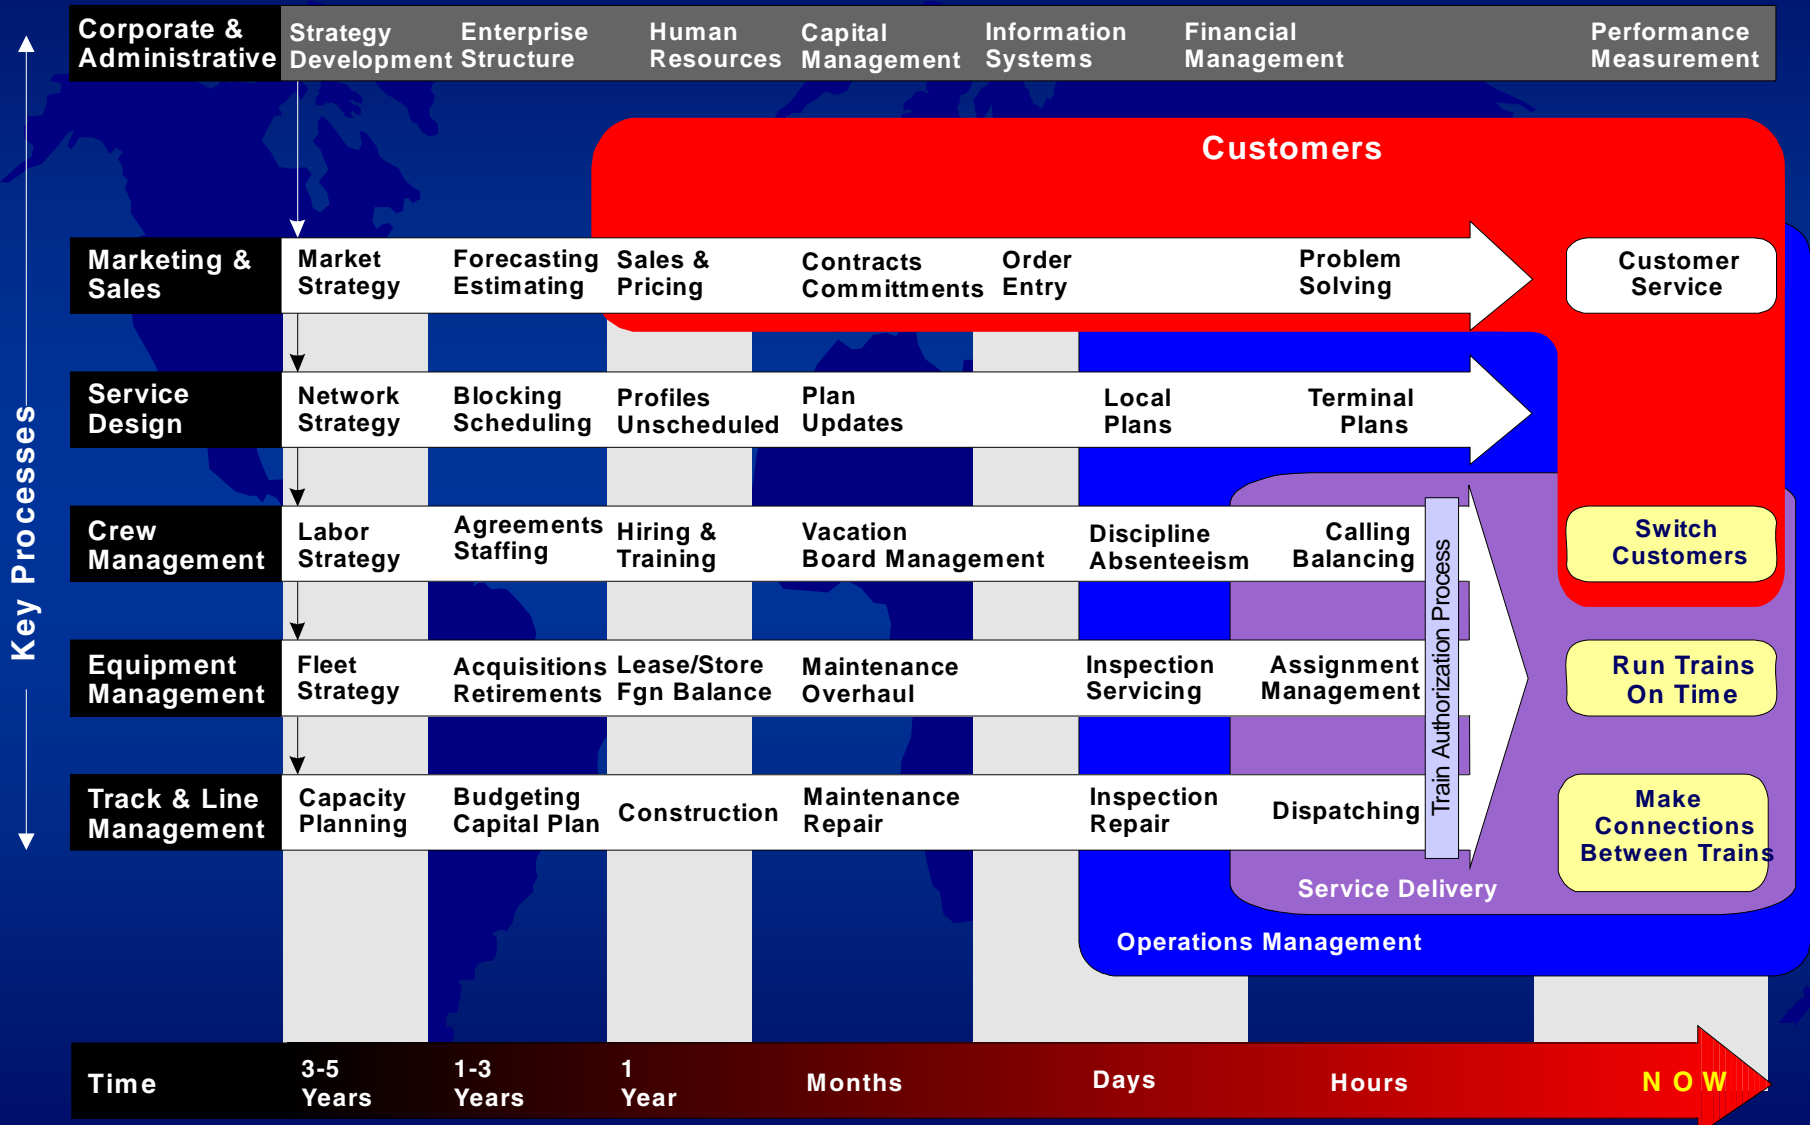 Corporate &
Administrative
Strategy
Development
Enterprise
Structure
Human
Resources
Capital
Management
Information
Systems
Financial
Management
Performance
Measurement
Customers
Key Processes
Marketing &
Sales
Market
Strategy
Forecasting
Estimating
Sales &
Pricing
Contracts
Committments
Order
Entry
Problem
Solving
Customer
Service
Service
Design
Network
Strategy
Blocking
Scheduling
Profiles
Unscheduled
Plan
Updates
Local
Plans
Terminal
Plans
Crew
Management
Labor
Strategy
Agreements
Staffing
Hiring &
Training
Vacation
Board Management
Discipline
Absenteeism
Calling
Balancing
Train Authorization Process
Switch
Customers
Equipment
Management
Fleet
Strategy
Acquisitions
Retirements
Lease/Store
Fgn Balance
Maintenance
Overhaul
Inspection
Servicing
Assignment
Management
Run Trains
On Time
Track & Line
Management
Capacity
Planning
Budgeting
Capital Plan
Construction
Maintenance
Repair
Inspection
Repair
Dispatching
Make
Connections
Between Trains
Service Delivery
Operations Management
Time
3-5
Years
1-3
Years
1
Year
Months
Days
Hours
NOW